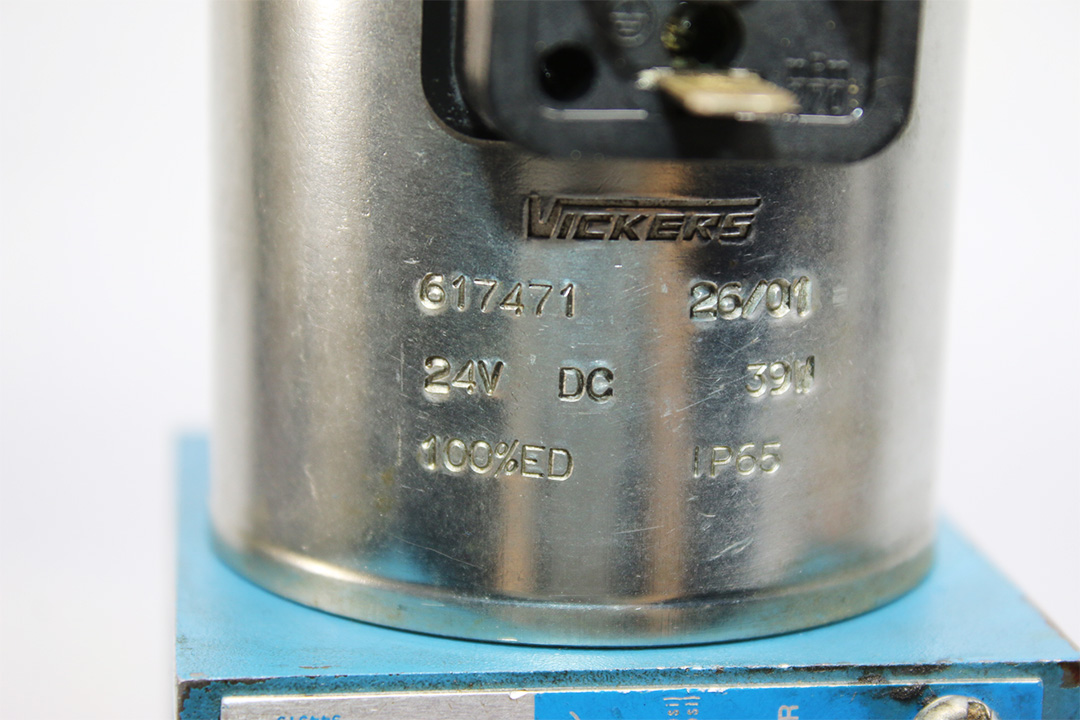 VICKERS
617471 26/01
24V DC 39W
100%ED IP65